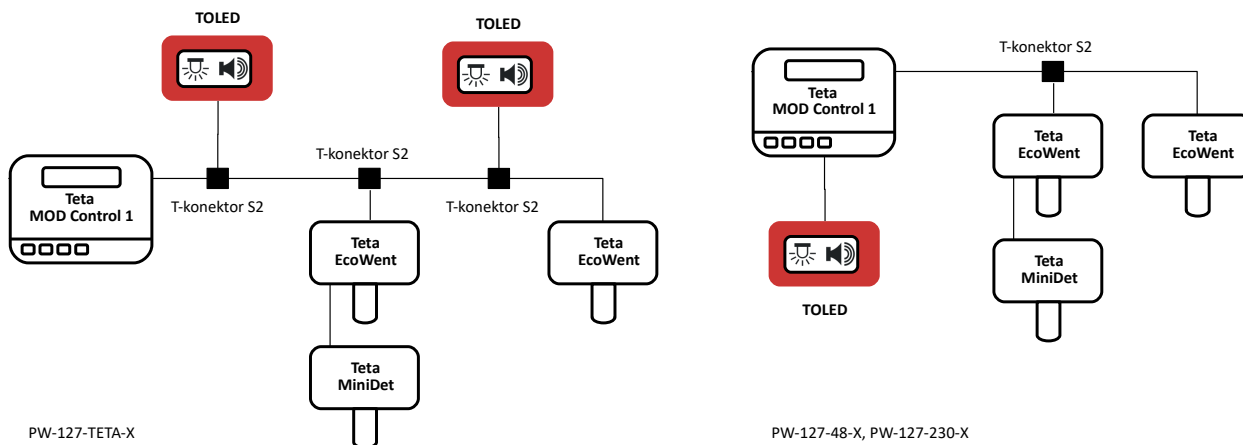 TOLED
TOLED
T-konektor S2
Teta
MOD Control 1
T-konektor S2
T-konektor S2
Teta
EcoWent
Teta
EcoWent
Teta
MiniDet
PW-127-TETA-X
T-konektor S2
Teta
MOD Control 1
Teta
EcoWent
Teta
EcoWent
Teta
MiniDet
TOLED
PW-127-48-X, PW-127-230-X